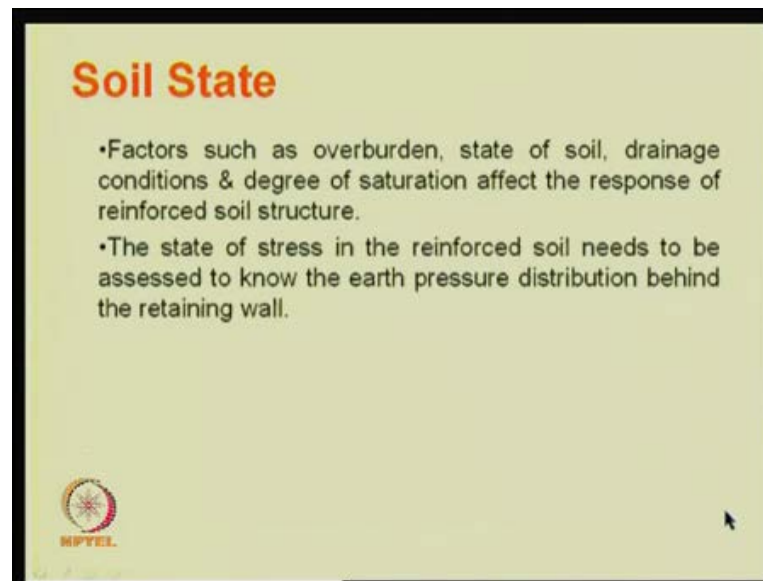 Soil State
•Factors such as overburden, state of soil, drainage
conditions & degree of saturation affect the response of
reinforced soil structure.
•The state of stress in the reinforced soil needs to be
assessed to know the earth pressure distribution behind
the retaining wall.
NPTEL